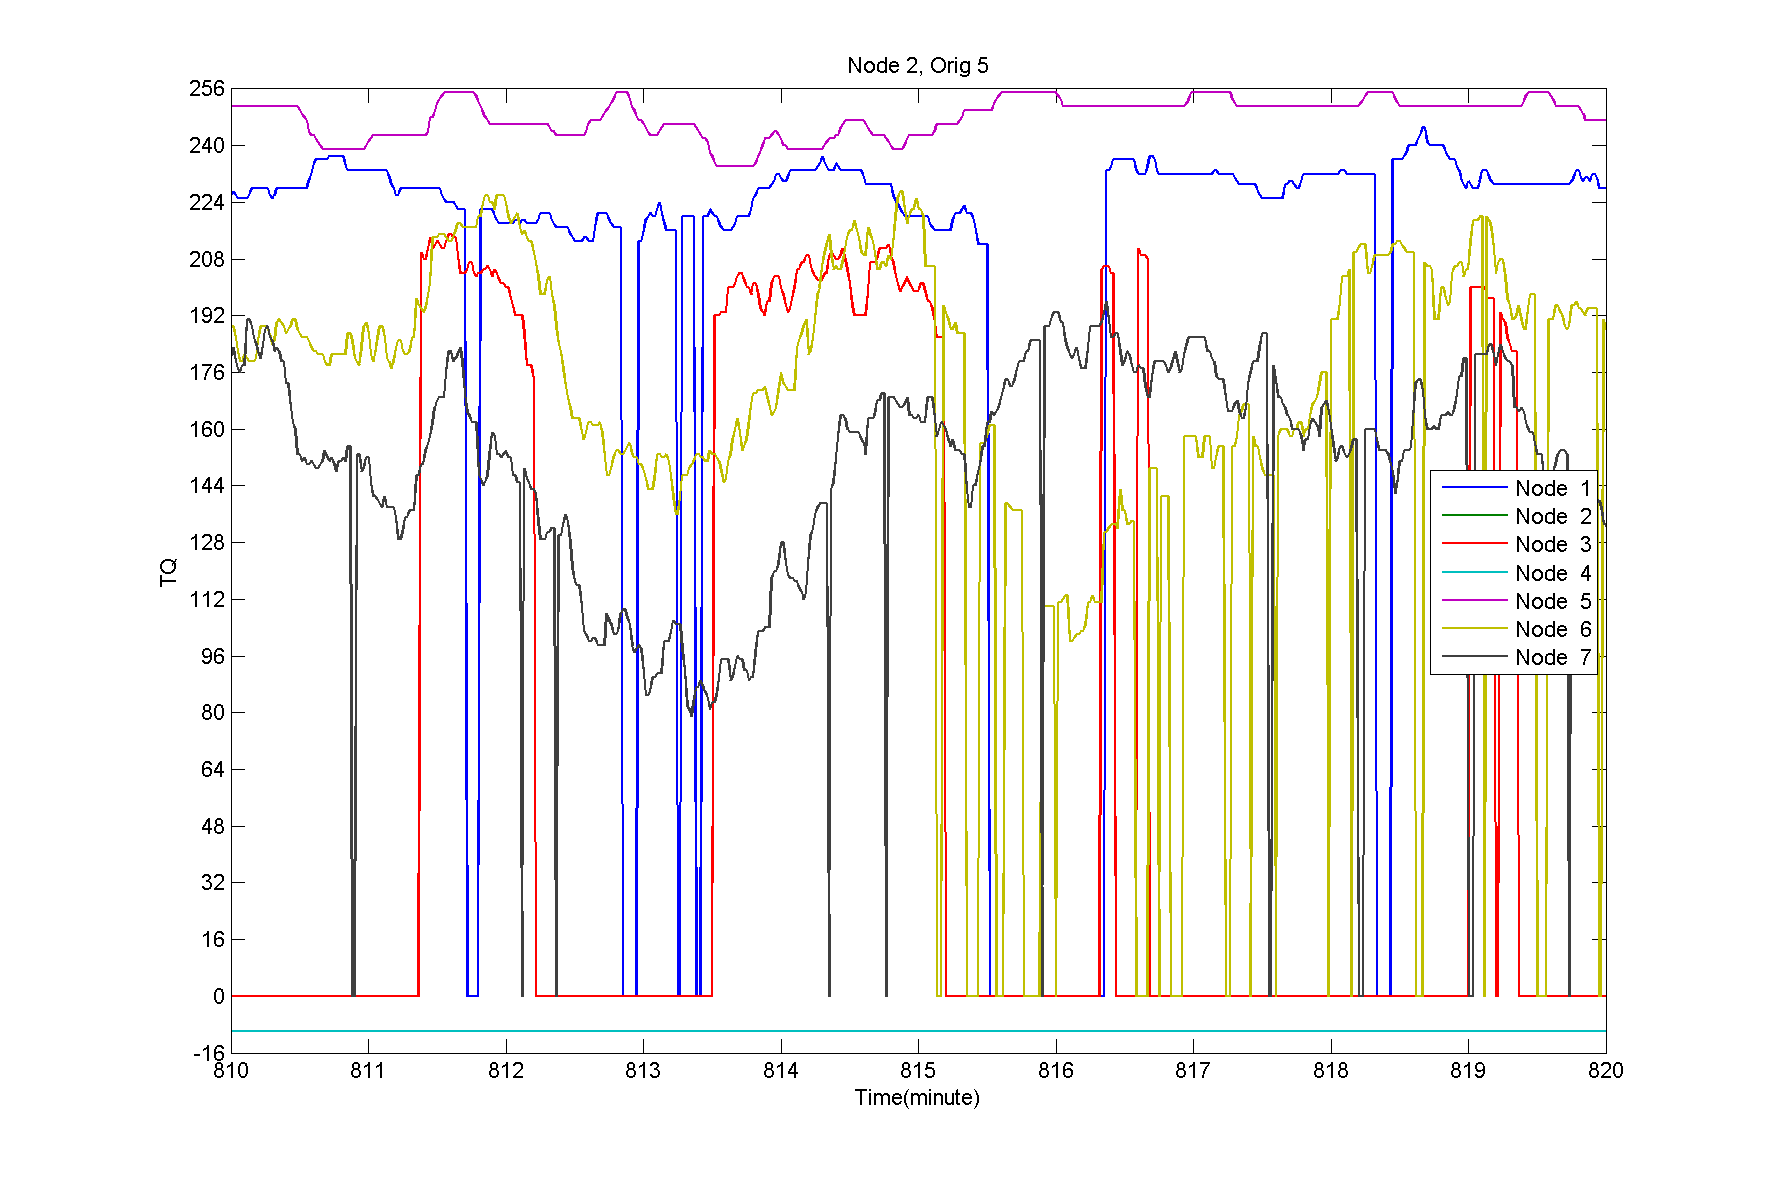 Node 2, Orig 5
256
240
224
208
192
176
160
144
128
112
96
80
64
48
32
16
0
-16
TQ
810 811 812 813 814 815 816 817 818 819 820
Time(minute)
Node 1
Node 2
Node 3
Node 4
Node 5
Node 6
Node 7